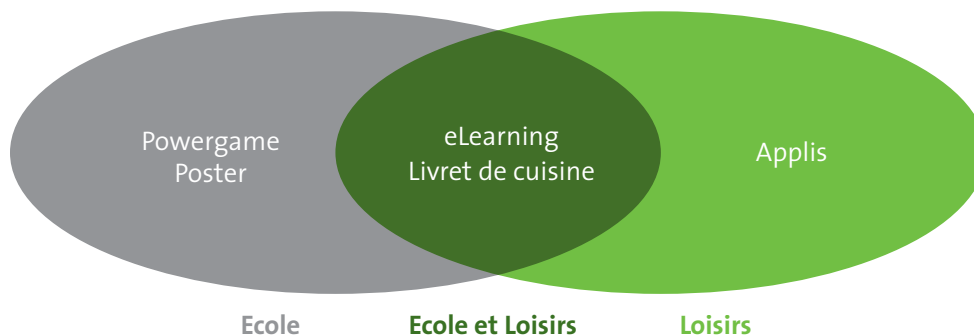 Powergame
Poster
eLearning
Livret de cuisine
Applis
Ecole
Ecole et Loisirs
Loisirs